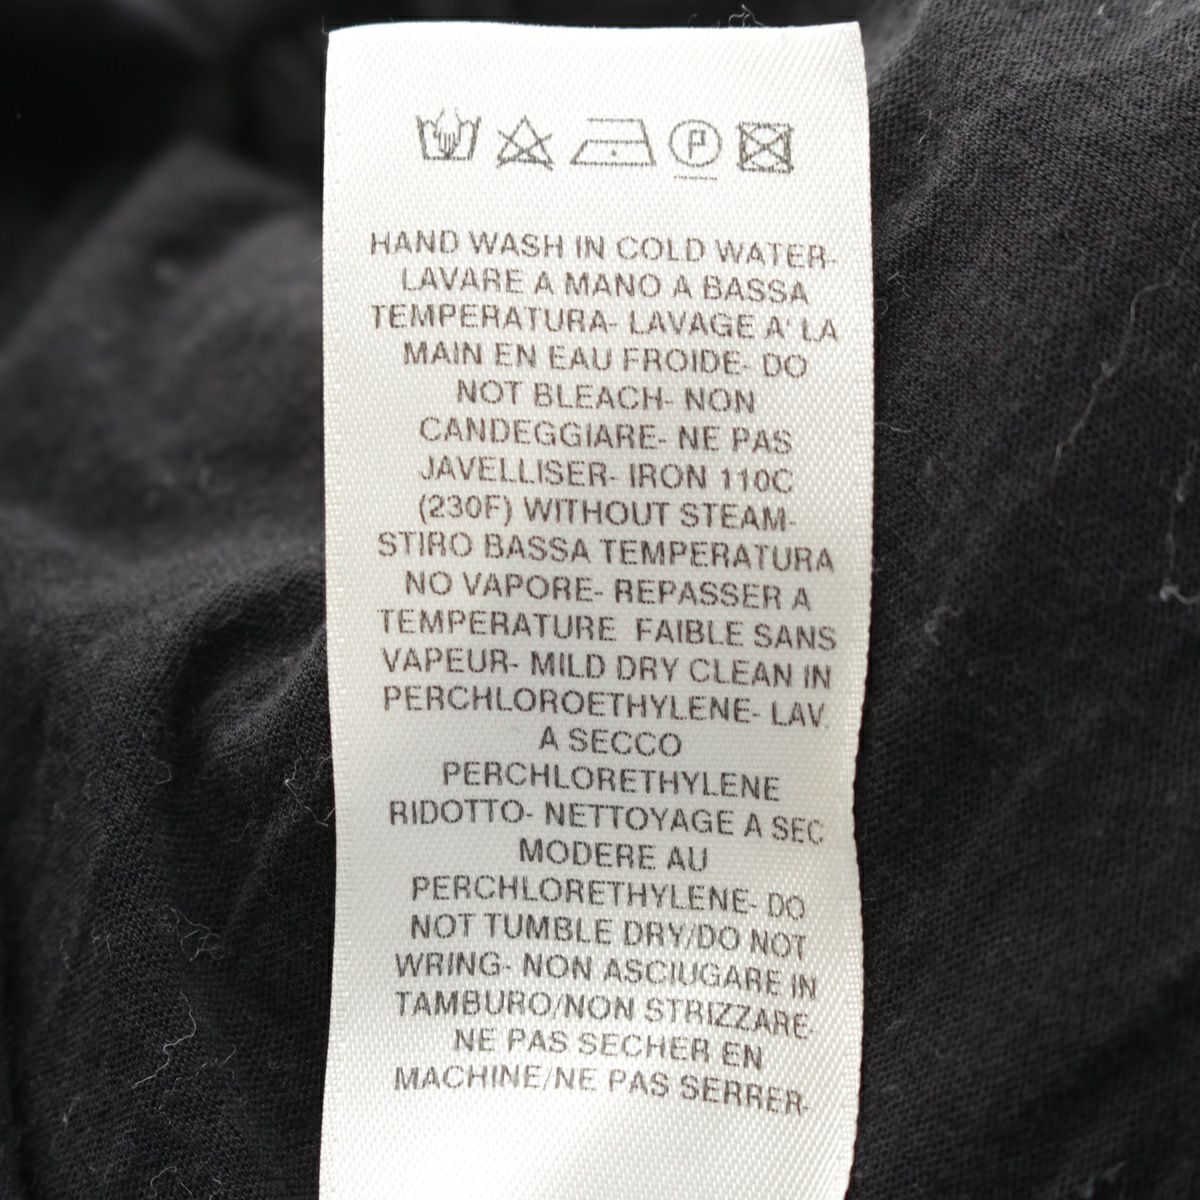 P
HAND WASH IN COLD WATER-
LAVARE A MANO A BASSA
TEMPERATURA- LAVAGE A' LA
MAIN EN EAU FROIDE- DO
NOT BLEACH- NON
CANDEGGIARE- NE PAS
JAVELLISER- IRON 110C
(230F) WITHOUT STEAM-
STIRO BASSA TEMPERATURA
NO VAPORE- REPASSER A
TEMPERATURE FAIBLE SANS
VAPEUR- MILD DRY CLEAN IN
PERCHLOROETHYLENE- LAV.
A SECCO
PERCHLORETHYLENE
RIDOTTO- NETTOYAGE A SEC
MODERE AU
PERCHLORETHYLENE- DO
NOT TUMBLE DRY/DO NOT
WRING- NON ASCIUGARE IN
TAMBURO/NON STRIZZARE-
NE PAS SECHER EN
MACHINE/NE PAS SERRER-